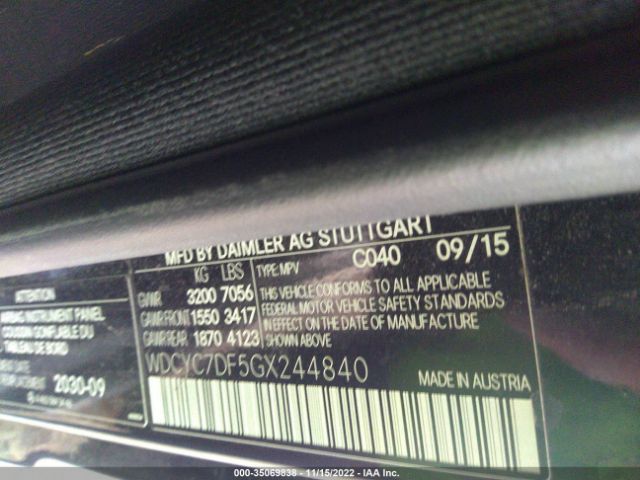 MFD BY DAIMLER AG STUTTGART
KG LBS TYPE: MPV C040 09/15
GVWR 3200 7056
GAWR FRONT 1550 3417
GAWR REAR 1870 4123
THIS VEHICLE CONFORMS TO ALL APPLICABLE
FEDERAL MOTOR VEHICLE SAFETY STANDARDS
IN EFFECT ON THE DATE OF MANUFACTURE
SHOWN ABOVE.
WDCYC7DF5GX244840
MADE IN AUSTRIA
ATTENTION
AIRBAG INSTRUMENT PANEL
COUSSIN GONFLABLE DU
TABLEAU DE BORD
2030-09
000-35069838 - 11/15/2022 - IAA Inc.